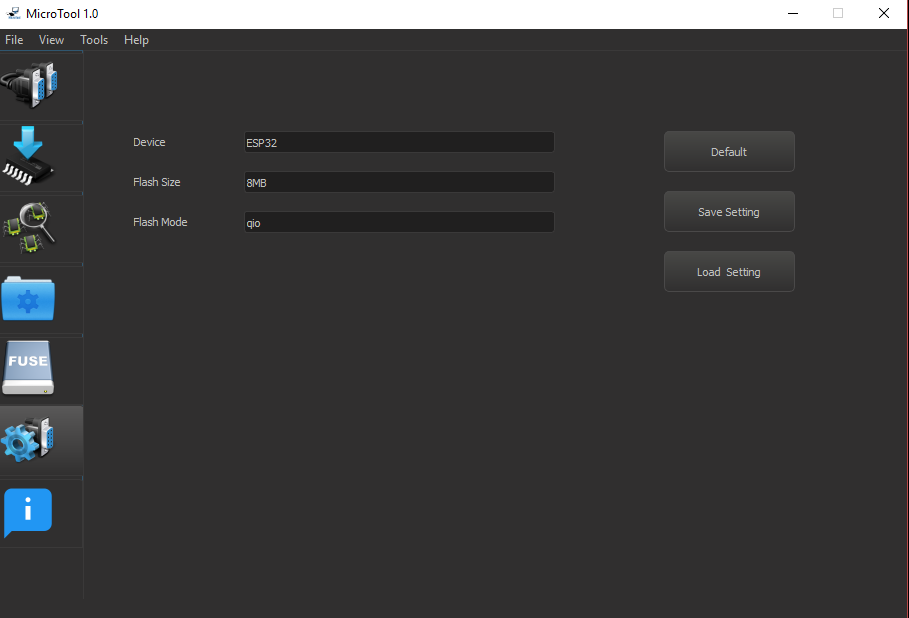 MicroTool 1.0
File View Tools Help
Device ESP32 Default
Flash Size 8MB Save Setting
Flash Mode qio Load Setting
FUSE
i